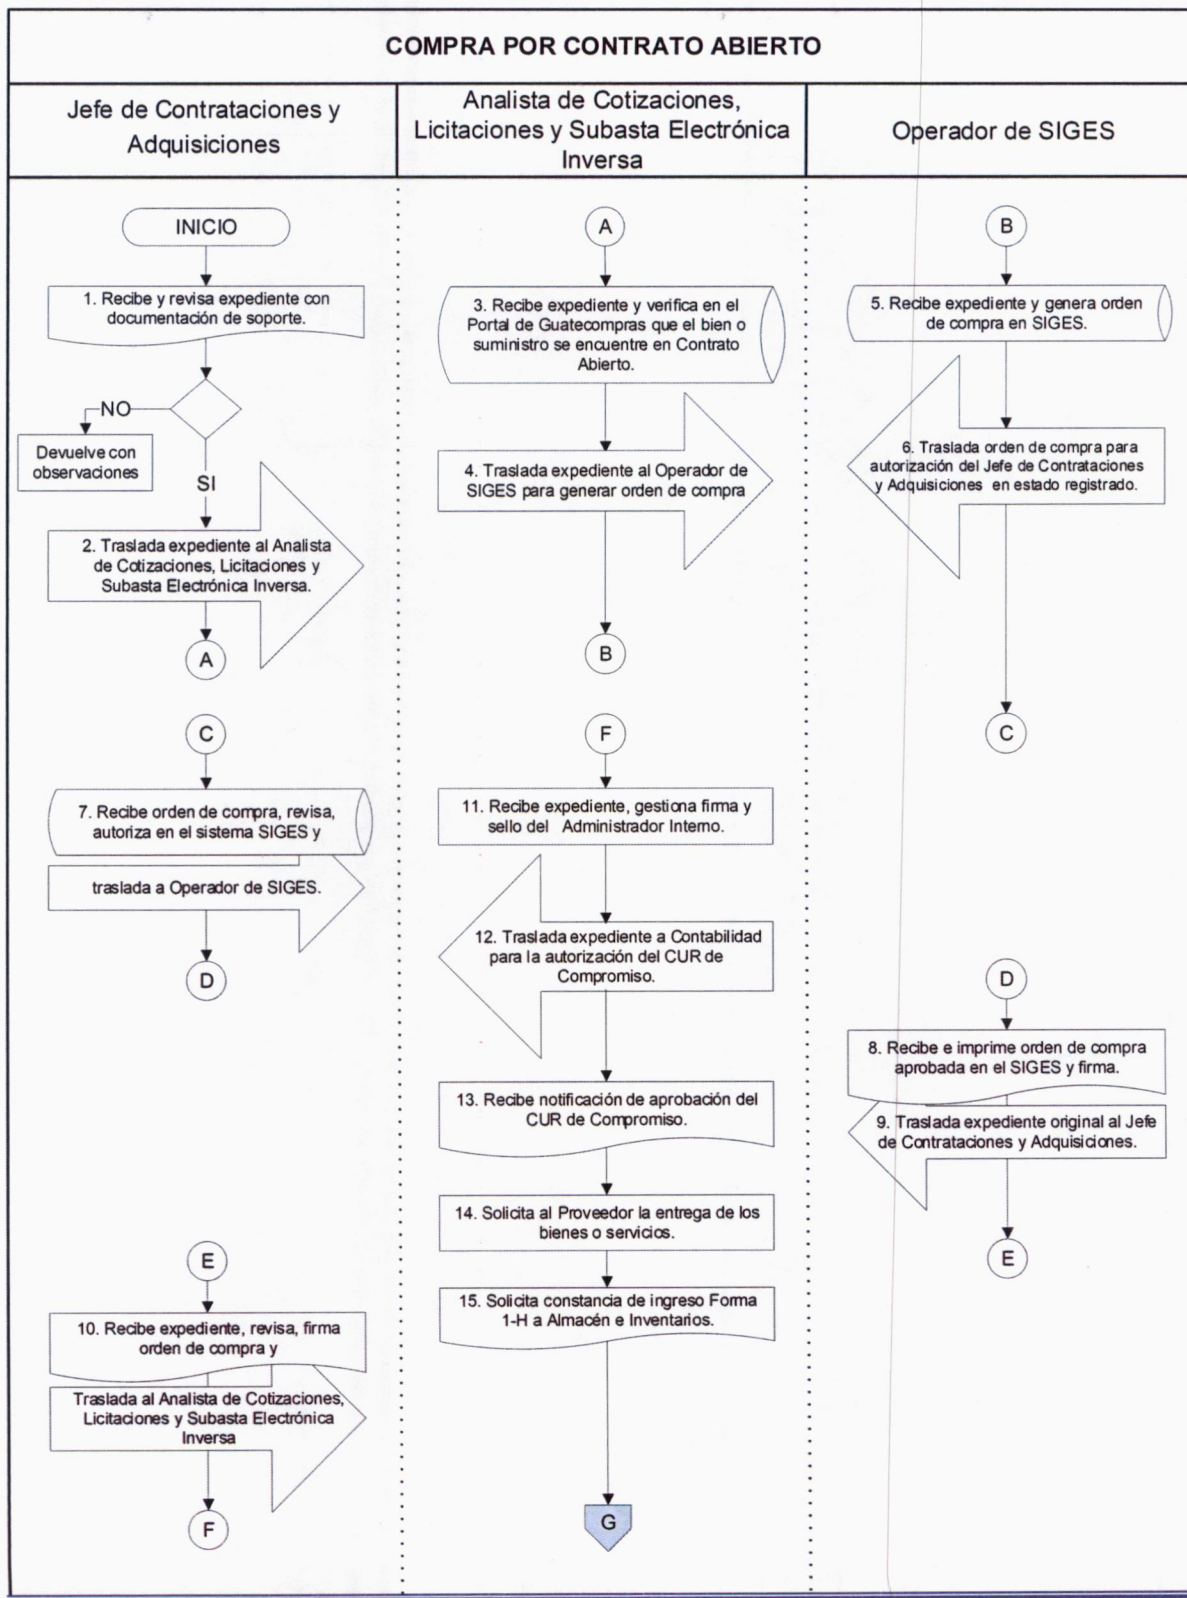 COMPRA POR CONTRATO ABIERTO
Jefe de Contrataciones y
Adquisiciones
Analista de Cotizaciones,
Licitaciones y Subasta Electrónica
Inversa
Operador de SIGES
INICIO
1. Recibe y revisa expediente con
documentación de soporte.
NO
Devuelve con
observaciones
SI
2. Traslada expediente al Analista
de Cotizaciones, Licitaciones y
Subasta Electrónica Inversa.
A
A
3. Recibe expediente y verifica en el
Portal de Guatecompras que el bien o
suministro se encuentre en Contrato
Abierto.
4. Traslada expediente al Operador de
SIGES para generar orden de compra
B
B
5. Recibe expediente y genera orden
de compra en SIGES.
6. Traslada orden de compra para
autorización del Jefe de Contrataciones
y Adquisiciones en estado registrado.
C
C
7. Recibe orden de compra, revisa,
autoriza en el sistema SIGES y
traslada a Operador de SIGES.
D
D
8. Recibe e imprime orden de compra
aprobada en el SIGES y firma.
9. Traslada expediente original al Jefe
de Contrataciones y Adquisiciones.
E
E
10. Recibe expediente, revisa, firma
orden de compra y
Traslada al Analista de Cotizaciones,
Licitaciones y Subasta Electrónica
Inversa
F
F
11. Recibe expediente, gestiona firma y
sello del Administrador Interno.
12. Traslada expediente a Contabilidad
para la autorización del CUR de
Compromiso.
13. Recibe notificación de aprobación del
CUR de Compromiso.
14. Solicita al Proveedor la entrega de los
bienes o servicios.
15. Solicita constancia de ingreso Forma
1-H a Almacén e Inventarios.
G